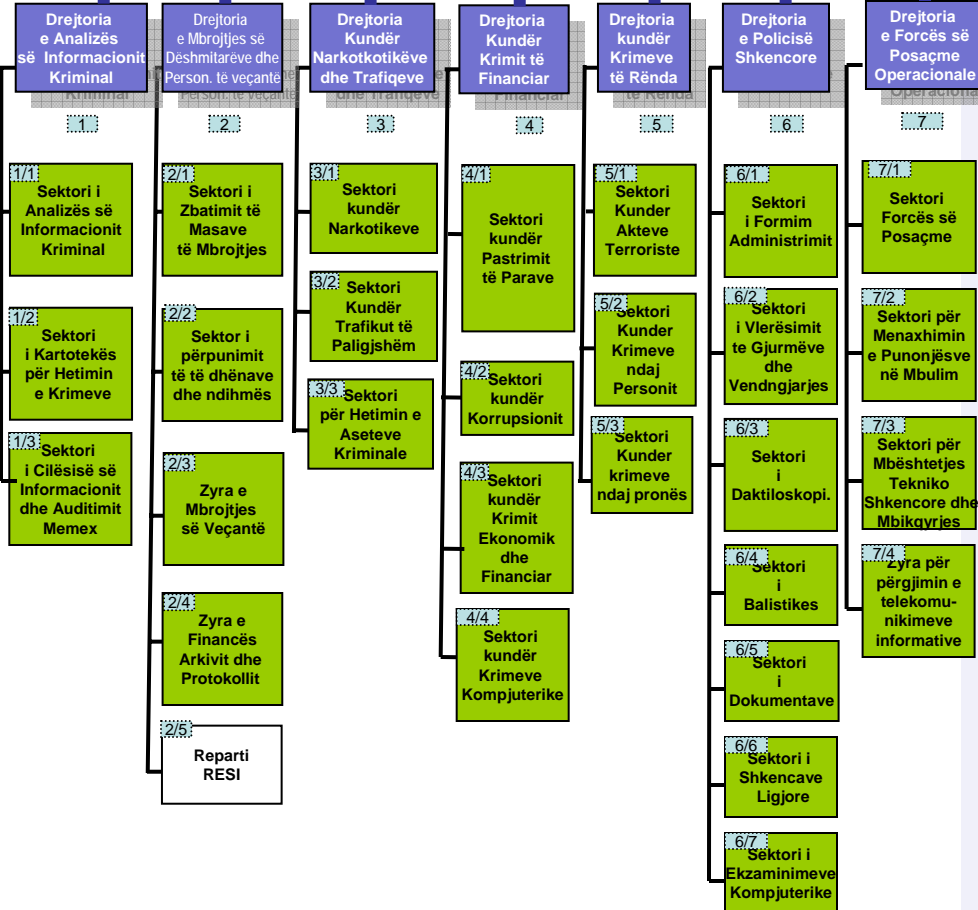 Drejtoria
e Analizës
së Informacionit
Kriminal
1
1/1
Sektori i
Analizës së
Informacionit
Kriminal
1/2
Sektori
i Kartotekës
për Hetimin
e Krimeve
1/3
Sektori
i Cilësisë së
Informacionit
dhe Auditimit
Memex
Drejtoria
e Mbrojtjes së
Dëshmitarëve dhe
Person. të veçantë
2
2/1
Sektori i
Zbatimit të
Masave
të Mbrojtjes
2/2
Sektor i
përpunimit
të të dhënave
dhe ndihmës
2/3
Zyra e
Mbrojtjes
së Veçantë
2/4
Zyra e
Financës
Arkivit dhe
Protokollit
2/5
Reparti
RESI
Drejtoria
Kundër
Narkotkotikëve
dhe Trafiqeve
3
3/1
Sektori
kundër
Narkotikeve
3/2
Sektori
Kundër
Trafikut të
Paligjshëm
3/3
Sektori
për Hetimin e
Aseteve
Kriminale
Drejtoria
Kundër
Krimit të
Financiar
4
4/1
Sektori
kundër
Pastrimit
të Parave
4/2
Sektori
kundër
Korrupsionit
4/3
Sektori
kundër
Krimit
Ekonomik
dhe
Financiar
4/4
Sektori
kundër
Krimeve
Kompjuterike
Drejtoria
kundër
Krimeve
të Rënda
5
5/1
Sektori
Kunder
Akteve
Terroriste
5/2
Sektori
Kunder
Krimeve
ndaj
Personit
5/3
Sektori
Kunder
krimeve
ndaj pronës
Drejtoria
e Policisë
Shkencore
6
6/1
Sektori
i Formim
Administrimit
6/2
Sektori
i Vlerësimit
te Gjurmëve
dhe
Vendngjarjes
6/3
Sektori
i
Daktiloskopi.
6/4
Sektori
i
Balistikes
6/5
Sektori
i
Dokumentave
6/6
Sektori i
Shkencave
Ligjore
6/7
Sektori i
Ekzaminimeve
Kompjuterike
Drejtoria
e Forcës së
Posaçme
Operacionale
7
7/1
Sektori
Forcës së
Posaçme
7/2
Sektori për
Menaxhimin
e Punonjësve
në Mbulim
7/3
Sektori për
Mbështetjes
Tekniko
Shkencore dhe
Mbikqyrjes
7/4
Zyra për
përgjimin e
telekomu-
nikimeve
informative